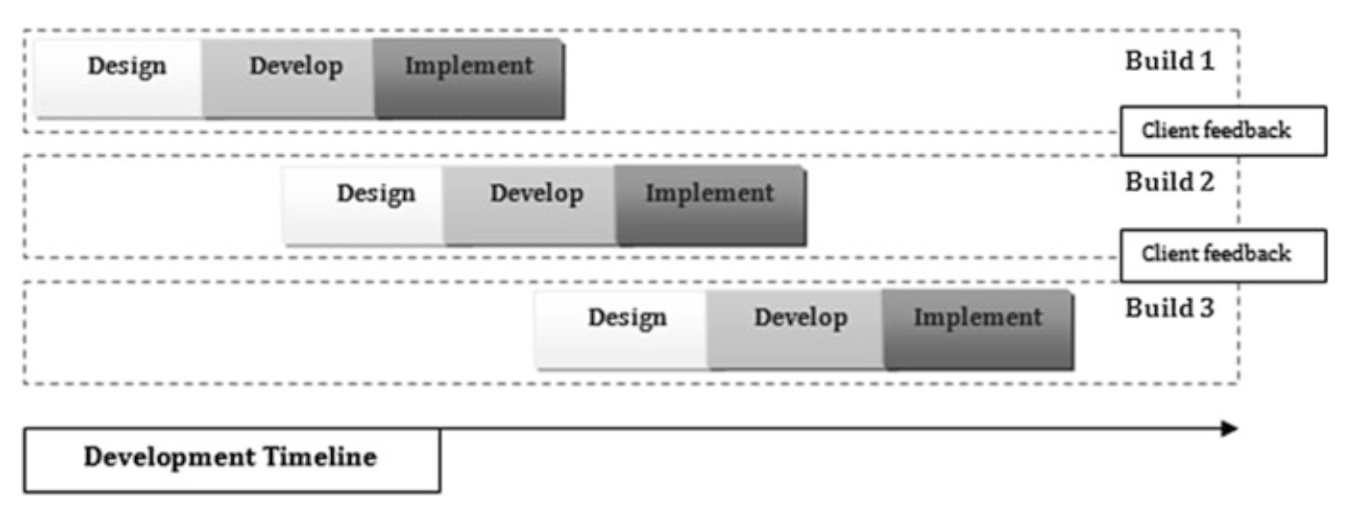 Design Develop Implement Build 1
Client feedback
Design Develop Implement Build 2
Client feedback
Design Develop Implement Build 3
Development Timeline